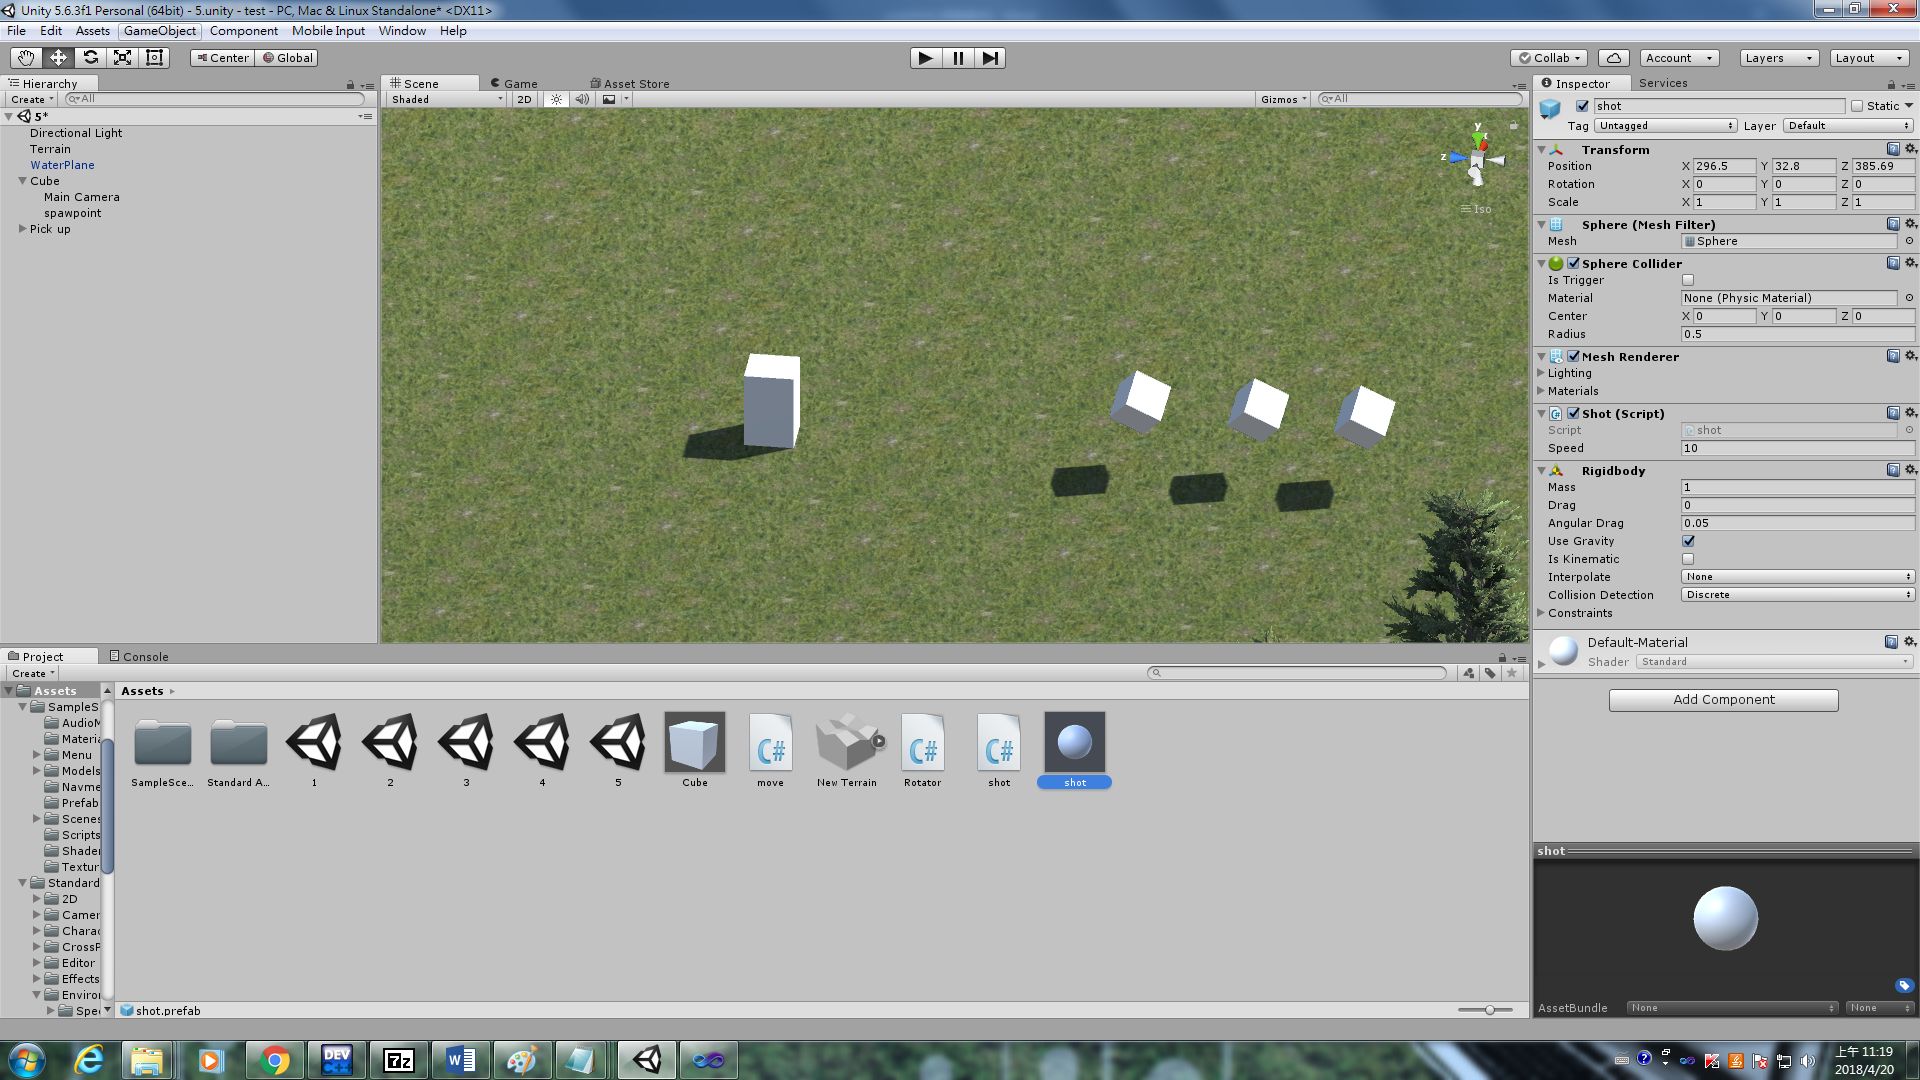 Unity 5.6.3f1 Personal (64bit) - 5.unity - test - PC, Mac & Linux Standalone* <DX11>
File Edit Assets GameObject Component Mobile Input Window Help
Center Global
Collab Account Layers Layout
Hierarchy
Create All
5*
Directional Light
Terrain
WaterPlane
Cube
Main Camera
spawpoint
Pick up
Scene Game Asset Store
Shaded 2D Gizmos All
y
x
z
Iso
Inspector Services
shot Static
Tag Untagged Layer Default
Transform
Position X 296.5 Y 32.8 Z 385.69
Rotation X 0 Y 0 Z 0
Scale X 1 Y 1 Z 1
Sphere (Mesh Filter)
Mesh Sphere
Sphere Collider
Is Trigger
Material None (Physic Material)
Center X 0 Y 0 Z 0
Radius 0.5
Mesh Renderer
Lighting
Materials
Shot (Script)
Script shot
Speed 10
Rigidbody
Mass 1
Drag 0
Angular Drag 0.05
Use Gravity
Is Kinematic
Interpolate None
Collision Detection Discrete
Constraints
Default-Material
Shader Standard
Add Component
shot
AssetBundle None None
Project Console
Create
Assets
SampleS
AudioM
Materia
Menu
Models
Navme
Prefab
Scenes
Scripts
Shader
Textur
Standard
2D
Camer
Charac
CrossP
Editor
Effects
Enviro
Spee
Assets
SampleSce... Standard A... 1 2 3 4 5 Cube move New Terrain Rotator shot shot
C# C# C#
shot.prefab
DEV C++ 7z W
上午 11:19
2018/4/20